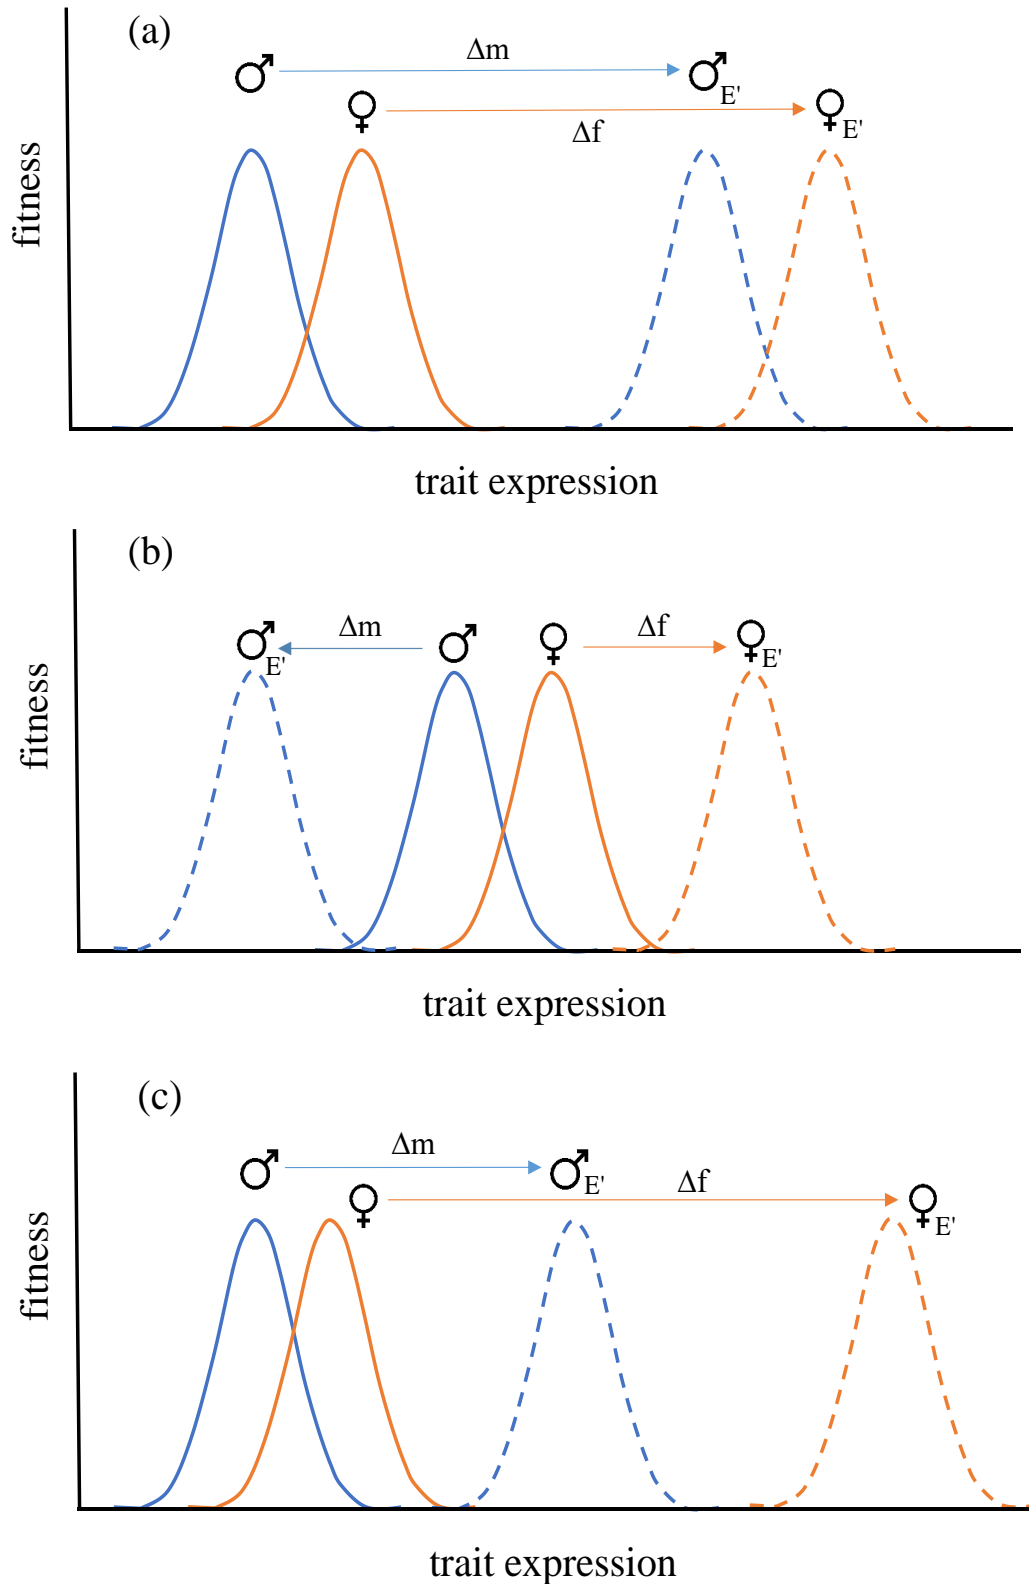 (a)
♂ Δm ♂E'
♀ Δf ♀E'
fitness
trait expression
(b)
♂E' Δm ♂ ♀ Δf ♀E'
fitness
trait expression
(c)
♂ Δm ♂E'
♀ Δf ♀E'
fitness
trait expression